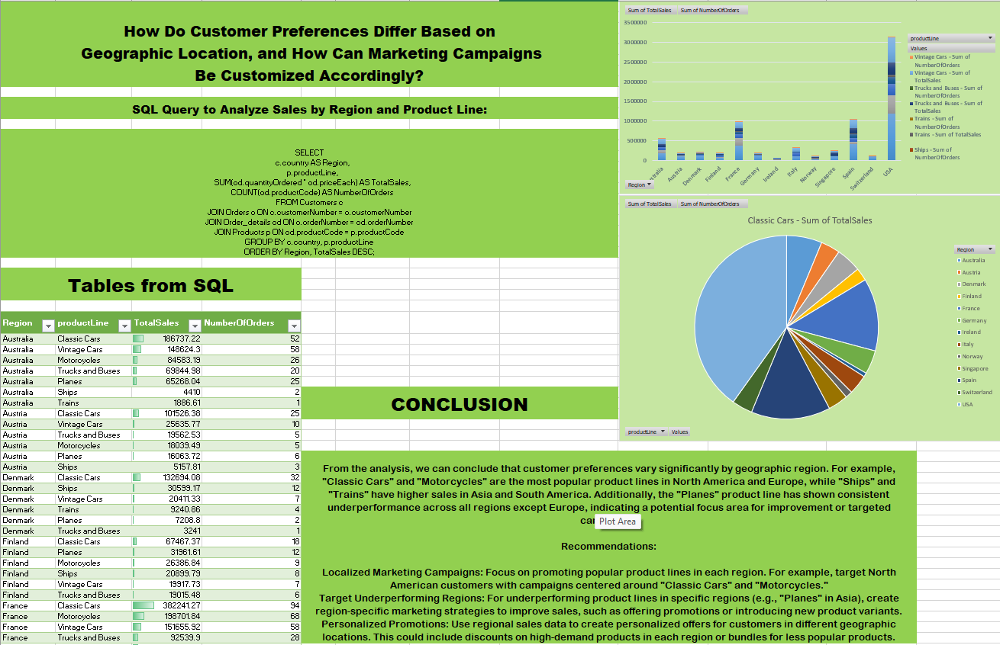 How Do Customer Preferences Differ Based on
Geographic Location, and How Can Marketing Campaigns
Be Customized Accordingly?
SQL Query to Analyze Sales by Region and Product Line:
SELECT
c.country AS Region,
p.productLine,
SUM(od.quantityOrdered * od.priceEach) AS TotalSales,
COUNT(od.productCode) AS NumberOfOrders
FROM Customers c
JOIN Orders o ON c.customerNumber = o.customerNumber
JOIN Order_details od ON o.orderNumber = od.orderNumber
JOIN Products p ON od.productCode = p.productCode
GROUP BY c.country, p.productLine
ORDER BY Region, TotalSales DESC;
Tables from SQL
Region productLine TotalSales NumberOfOrders
Australia Classic Cars 186737.22 52
Australia Vintage Cars 148624.3 58
Australia Motorcycles 84583.19 26
Australia Trucks and Buses 69844.98 20
Australia Planes 65268.04 25
Australia Ships 4410 2
Australia Trains 1886.61 1
Austria Classic Cars 101526.38 25
Austria Vintage Cars 25635.77 10
Austria Trucks and Buses 19562.53 5
Austria Motorcycles 18039.49 5
Austria Planes 16063.72 6
Austria Ships 5157.81 3
Denmark Classic Cars 132694.08 32
Denmark Ships 30599.17 12
Denmark Vintage Cars 20411.33 7
Denmark Trains 9240.86 4
Denmark Planes 7208.8 2
Denmark Trucks and Buses 3241 1
Finland Classic Cars 67467.37 18
Finland Planes 31961.61 12
Finland Motorcycles 26386.84 9
Finland Ships 20899.79 8
Finland Vintage Cars 19917.73 7
Finland Trucks and Buses 19015.48 6
France Classic Cars 382241.27 94
France Motorcycles 198701.84 68
France Vintage Cars 151655.92 58
France Trucks and Buses 92539.9 28
Sum of TotalSales Sum of NumberOfOrders
3500000
3000000
2500000
2000000
1500000
1000000
500000
0
stralia Austria Denmark Finland France Germany Ireland Italy Norway Singapore Spain Switzerland USA
Region
productLine
Values
Vintage Cars - Sum of
NumberOfOrders
Vintage Cars - Sum of
TotalSales
Trucks and Buses - Sum of
NumberOfOrders
Trucks and Buses - Sum of
TotalSales
Trains - Sum of
NumberOfOrders
Trains - Sum of TotalSales
Ships - Sum of
NumberOfOrders
Sum of TotalSales Sum of NumberOfOrders
Classic Cars - Sum of TotalSales
Region
Australia
Austria
Denmark
Finland
France
Germany
Ireland
Italy
Norway
Singapore
Spain
Switzerland
USA
productLine Values
CONCLUSION
From the analysis, we can conclude that customer preferences vary significantly by geographic region. For example,
"Classic Cars" and "Motorcycles" are the most popular product lines in North America and Europe, while "Ships" and
"Trains" have higher sales in Asia and South America. Additionally, the "Planes" product line has shown consistent
underperformance across all regions except Europe, indicating a potential focus area for improvement or targeted
Plot Area
Recommendations:
Localized Marketing Campaigns: Focus on promoting popular product lines in each region. For example, target North
American customers with campaigns centered around "Classic Cars" and "Motorcycles."
Target Underperforming Regions: For underperforming product lines in specific regions (e.g., "Planes" in Asia), create
region-specific marketing strategies to improve sales, such as offering promotions or introducing new product variants.
Personalized Promotions: Use regional sales data to create personalized offers for customers in different geographic
locations. This could include discounts on high-demand products in each region or bundles for less popular products.